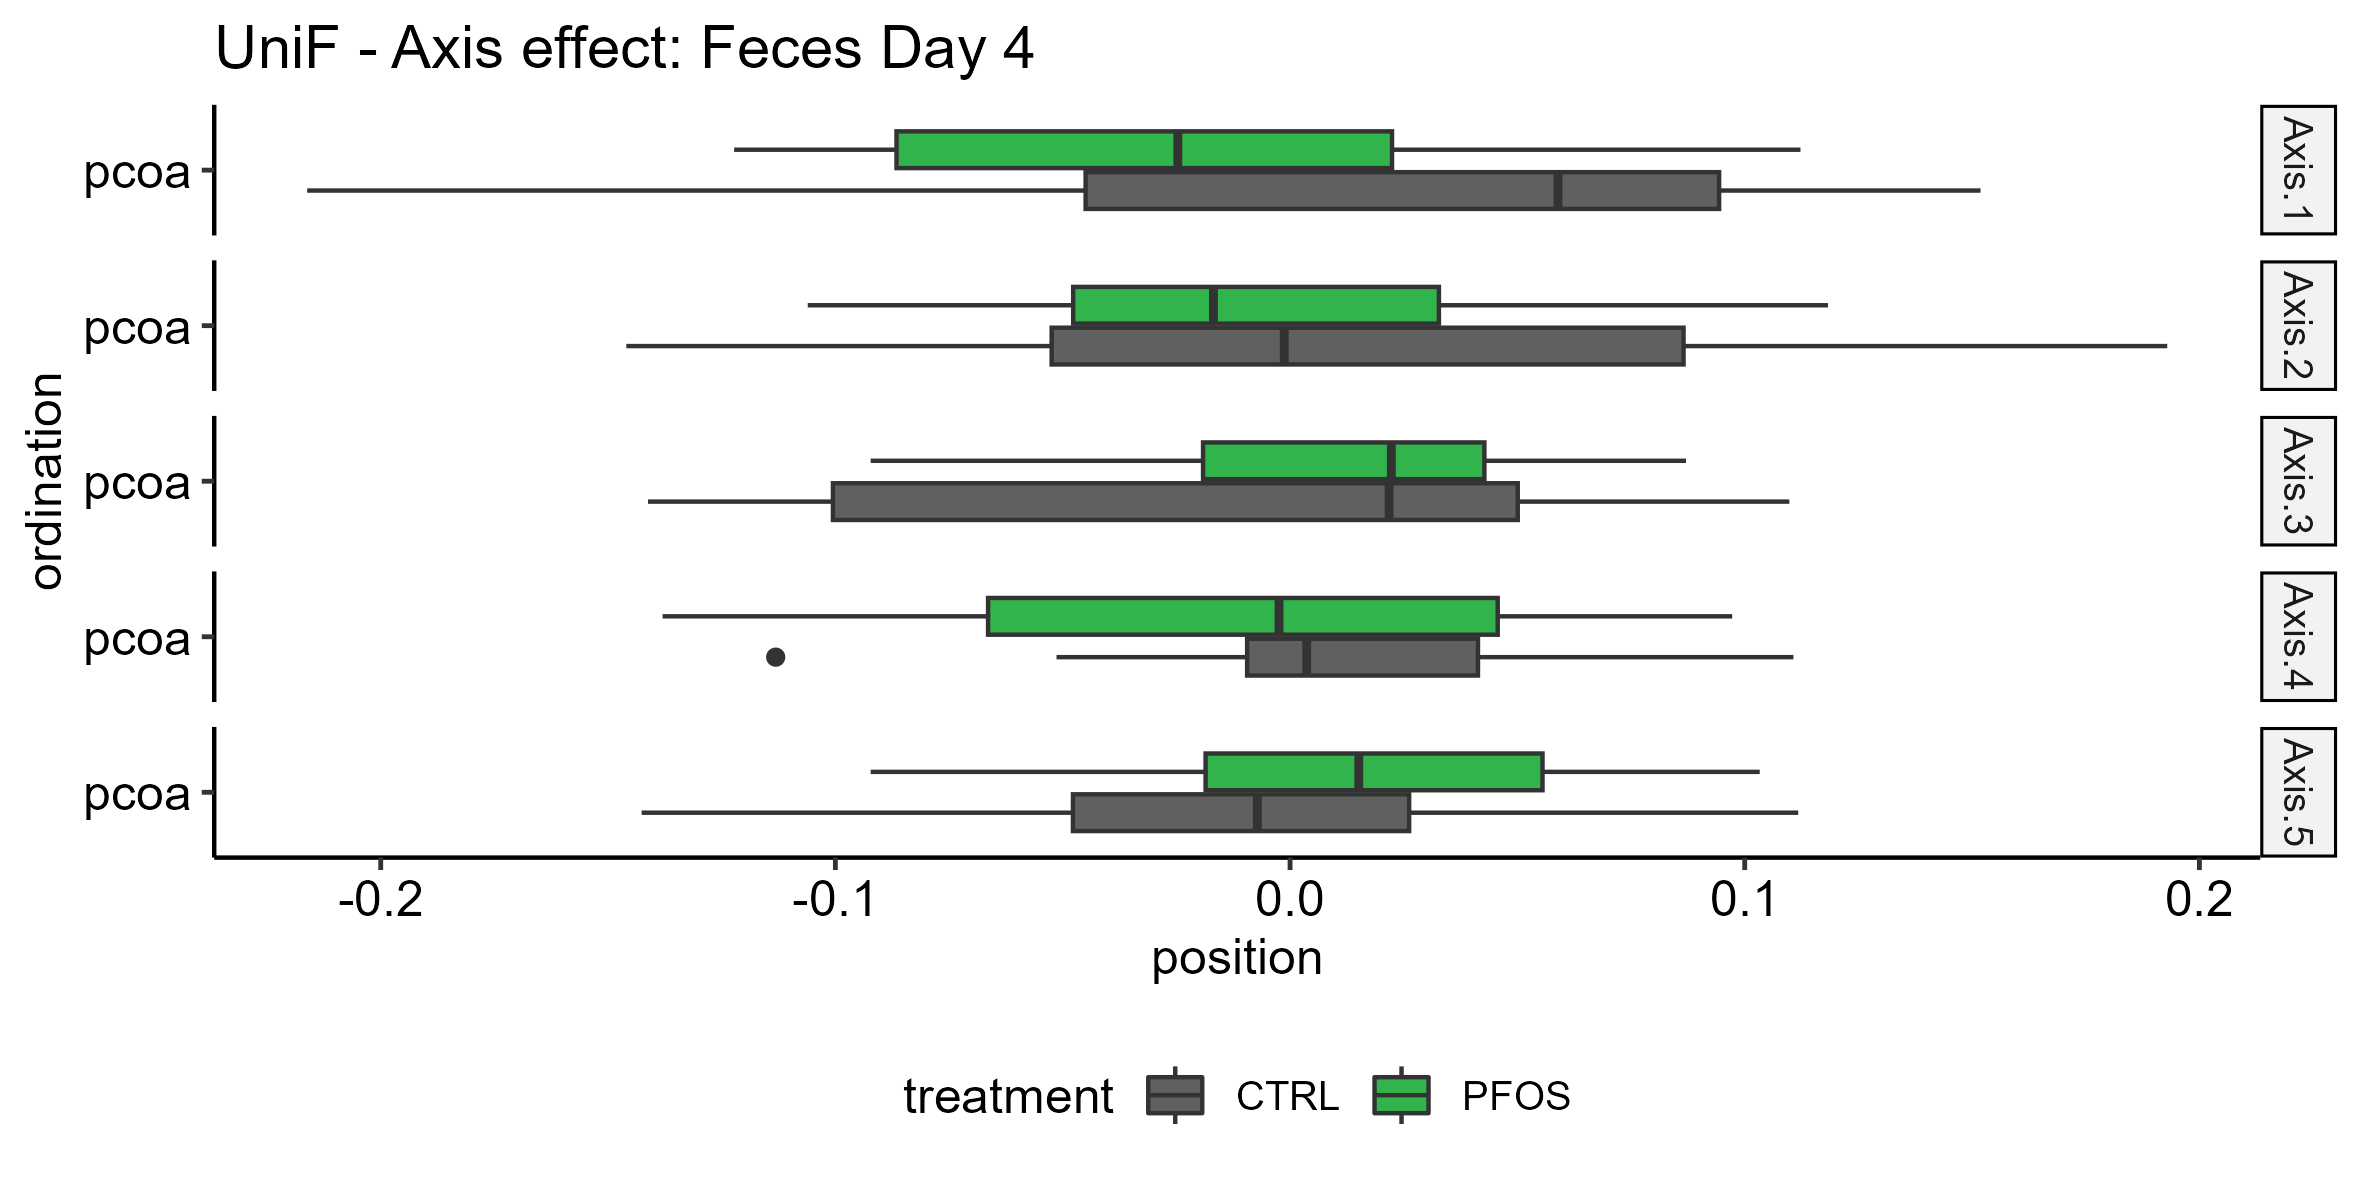 UniF - Axis effect: Feces Day 4
ordination
pcoa
Axis.1
pcoa
Axis.2
pcoa
Axis.3
pcoa
Axis.4
pcoa
Axis.5
-0.2 -0.1 0.0 0.1 0.2
position
treatment CTRL PFOS